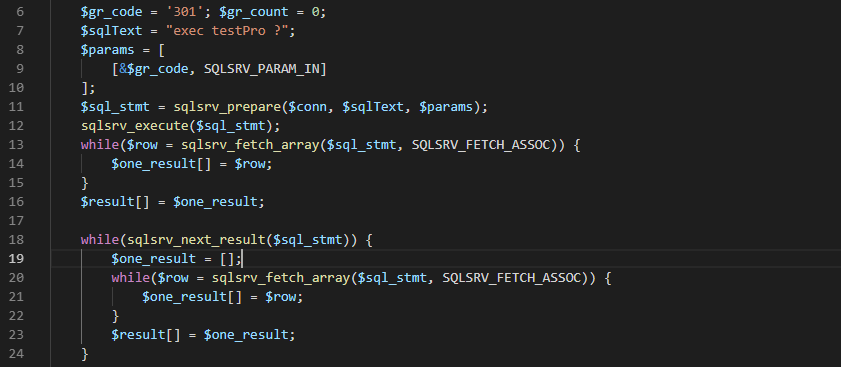 6 $gr_code = '301'; $gr_count = 0;
7 $sqlText = "exec testPro ?";
8 $params = [
9 [&$gr_code, SQLSRV_PARAM_IN]
10 ];
11 $sql_stmt = sqlsrv_prepare($conn, $sqlText, $params);
12 sqlsrv_execute($sql_stmt);
13 while($row = sqlsrv_fetch_array($sql_stmt, SQLSRV_FETCH_ASSOC)) {
14 $one_result[] = $row;
15 }
16 $result[] = $one_result;
17
18 while(sqlsrv_next_result($sql_stmt)) {
19 $one_result = [];
20 while($row = sqlsrv_fetch_array($sql_stmt, SQLSRV_FETCH_ASSOC)) {
21 $one_result[] = $row;
22 }
23 $result[] = $one_result;
24 }